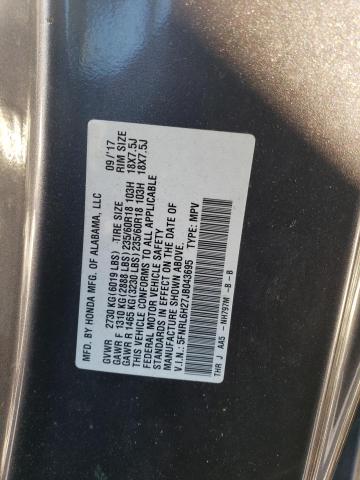 MFD. BY HONDA MFG. OF ALABAMA, LLC 09/'17
GVWR 2730 KG(6019 LBS) TIRE SIZE RIM SIZE
GAWR F 1310 KG(2888 LBS) 235/60R18 103H 18X7.5J
GAWR R 1465 KG(3230 LBS) 235/60R18 103H 18X7.5J
THIS VEHICLE CONFORMS TO ALL APPLICABLE
FEDERAL MOTOR VEHICLE SAFETY
STANDARDS IN EFFECT ON THE DATE OF
MANUFACTURE SHOWN ABOVE.
V.I.N.: 5FNRL6H27JB043695 TYPE: MPV
THR J AA5 - NH797M -B -B